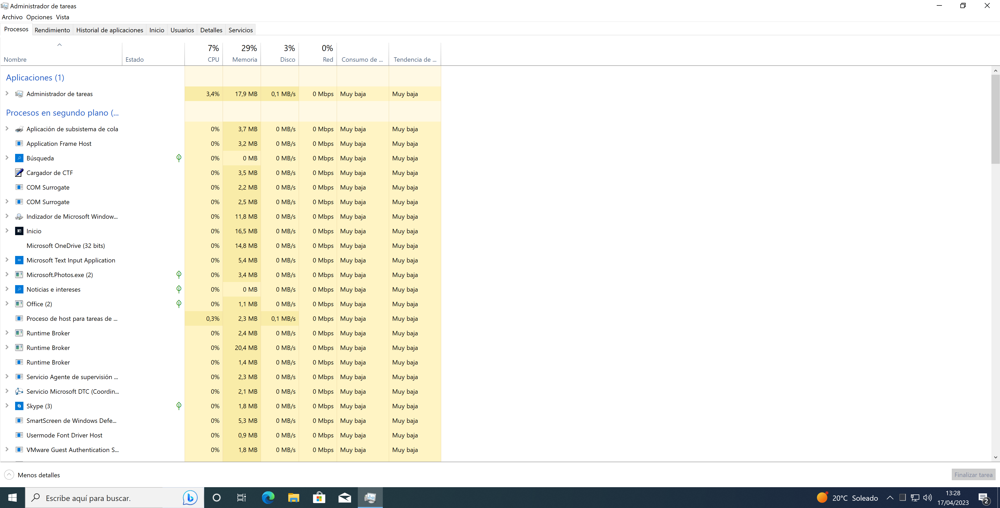 Administrador de tareas
Archivo Opciones Vista
Procesos Rendimiento Historial de aplicaciones Inicio Usuarios Detalles Servicios
7% 29% 3% 0%
Nombre Estado CPU Memoria Disco Red Consumo de ... Tendencia de ...
Aplicaciones (1)
Administrador de tareas 3,4% 17,9 MB 0,1 MB/s 0 Mbps Muy baja Muy baja
Procesos en segundo plano (...
Aplicación de subsistema de cola 0% 3,7 MB 0 MB/s 0 Mbps Muy baja Muy baja
Application Frame Host 0% 3,2 MB 0 MB/s 0 Mbps Muy baja Muy baja
Búsqueda 0% 0 MB 0 MB/s 0 Mbps Muy baja Muy baja
Cargador de CTF 0% 3,5 MB 0 MB/s 0 Mbps Muy baja Muy baja
COM Surrogate 0% 2,2 MB 0 MB/s 0 Mbps Muy baja Muy baja
COM Surrogate 0% 2,5 MB 0 MB/s 0 Mbps Muy baja Muy baja
Indizador de Microsoft Window... 0% 11,8 MB 0 MB/s 0 Mbps Muy baja Muy baja
Inicio 0% 16,5 MB 0 MB/s 0 Mbps Muy baja Muy baja
Microsoft OneDrive (32 bits) 0% 14,8 MB 0 MB/s 0 Mbps Muy baja Muy baja
Microsoft Text Input Application 0% 5,4 MB 0 MB/s 0 Mbps Muy baja Muy baja
Microsoft.Photos.exe (2) 0% 3,4 MB 0 MB/s 0 Mbps Muy baja Muy baja
Noticias e intereses 0% 0 MB 0 MB/s 0 Mbps Muy baja Muy baja
Office (2) 0% 1,1 MB 0 MB/s 0 Mbps Muy baja Muy baja
Proceso de host para tareas de ... 0,3% 2,3 MB 0,1 MB/s 0 Mbps Muy baja Muy baja
Runtime Broker 0% 2,4 MB 0 MB/s 0 Mbps Muy baja Muy baja
Runtime Broker 0% 20,4 MB 0 MB/s 0 Mbps Muy baja Muy baja
Runtime Broker 0% 1,4 MB 0 MB/s 0 Mbps Muy baja Muy baja
Servicio Agente de supervisión ... 0% 2,3 MB 0 MB/s 0 Mbps Muy baja Muy baja
Servicio Microsoft DTC (Coordin... 0% 2,1 MB 0 MB/s 0 Mbps Muy baja Muy baja
Skype (3) 0% 1,8 MB 0 MB/s 0 Mbps Muy baja Muy baja
SmartScreen de Windows Defe... 0% 5,3 MB 0 MB/s 0 Mbps Muy baja Muy baja
Usermode Font Driver Host 0% 0,9 MB 0 MB/s 0 Mbps Muy baja Muy baja
VMware Guest Authentication S... 0% 1,8 MB 0 MB/s 0 Mbps Muy baja Muy baja
Menos detalles Finalizar tarea
Escribe aquí para buscar. 20°C Soleado 13:28
17/04/2023 2